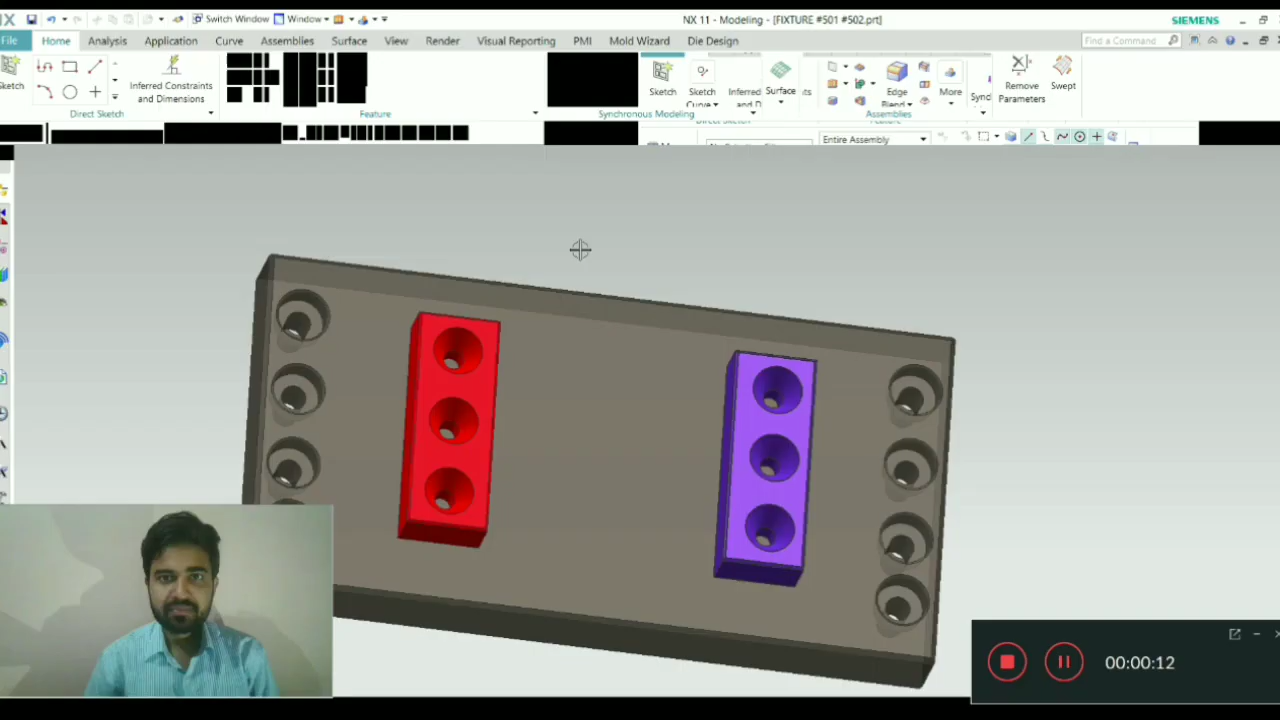 Switch Window Window NX 11 - Modeling - [FIXTURE #501 #502.prt] SIEMENS
File Home Analysis Application Curve Assemblies Surface View Render Visual Reporting PMI Mold Wizard Die Design Find a Command
Sketch Inferred Constraints and Dimensions Sketch Sketch Curve Surface Edge Blend More Remove Parameters Swept
Direct Sketch Feature Synchronous Modeling Assemblies
Entire Assembly
00:00:12